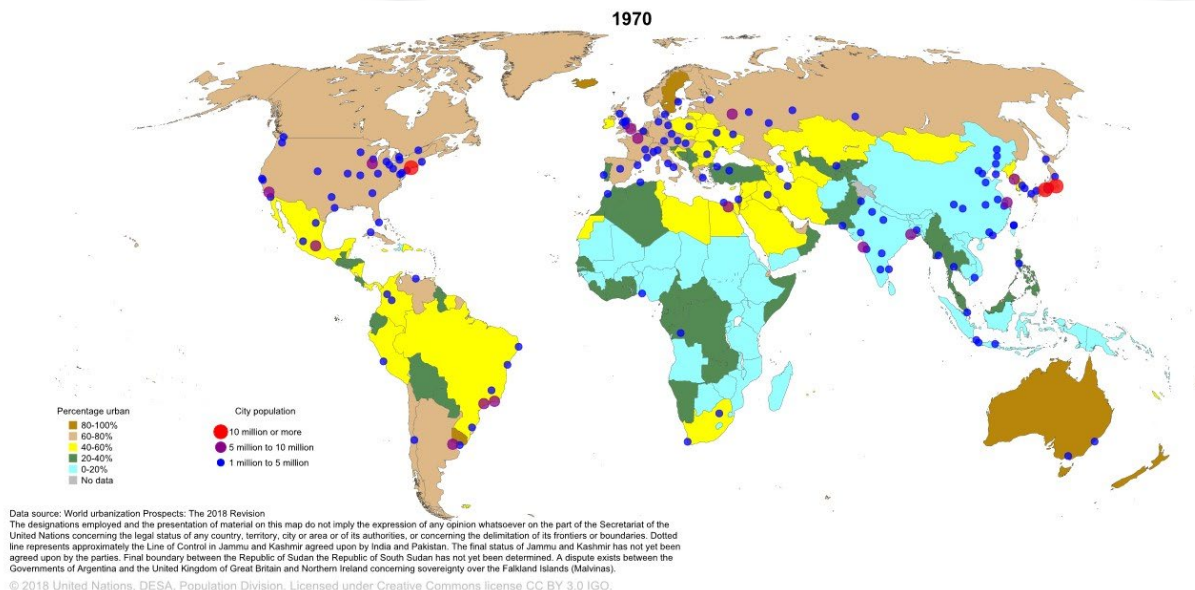 1970
Percentage urban
80-100%
60-80%
40-60%
20-40%
0-20%
No data
City population
10 million or more
5 million to 10 million
1 million to 5 million
Data source: World urbanization Prospects: The 2018 Revision
The designations employed and the presentation of material on this map do not imply the expression of any opinion whatsoever on the part of the Secretariat of the
United Nations concerning the legal status of any country, territory, city or area or of its authorities, or concerning the delimitation of its frontiers or boundaries. Dotted
line represents approximately the Line of Control in Jammu and Kashmir agreed upon by India and Pakistan. The final status of Jammu and Kashmir has not yet been
agreed upon by the parties. Final boundary between the Republic of Sudan the Republic of South Sudan has not yet been determined. A dispute exists between the
Governments of Argentina and the United Kingdom of Great Britain and Northern Ireland concerning sovereignty over the Falkland Islands (Malvinas).
© 2018 United Nations, DESA, Population Division. Licensed under Creative Commons license CC BY 3.0 IGO.